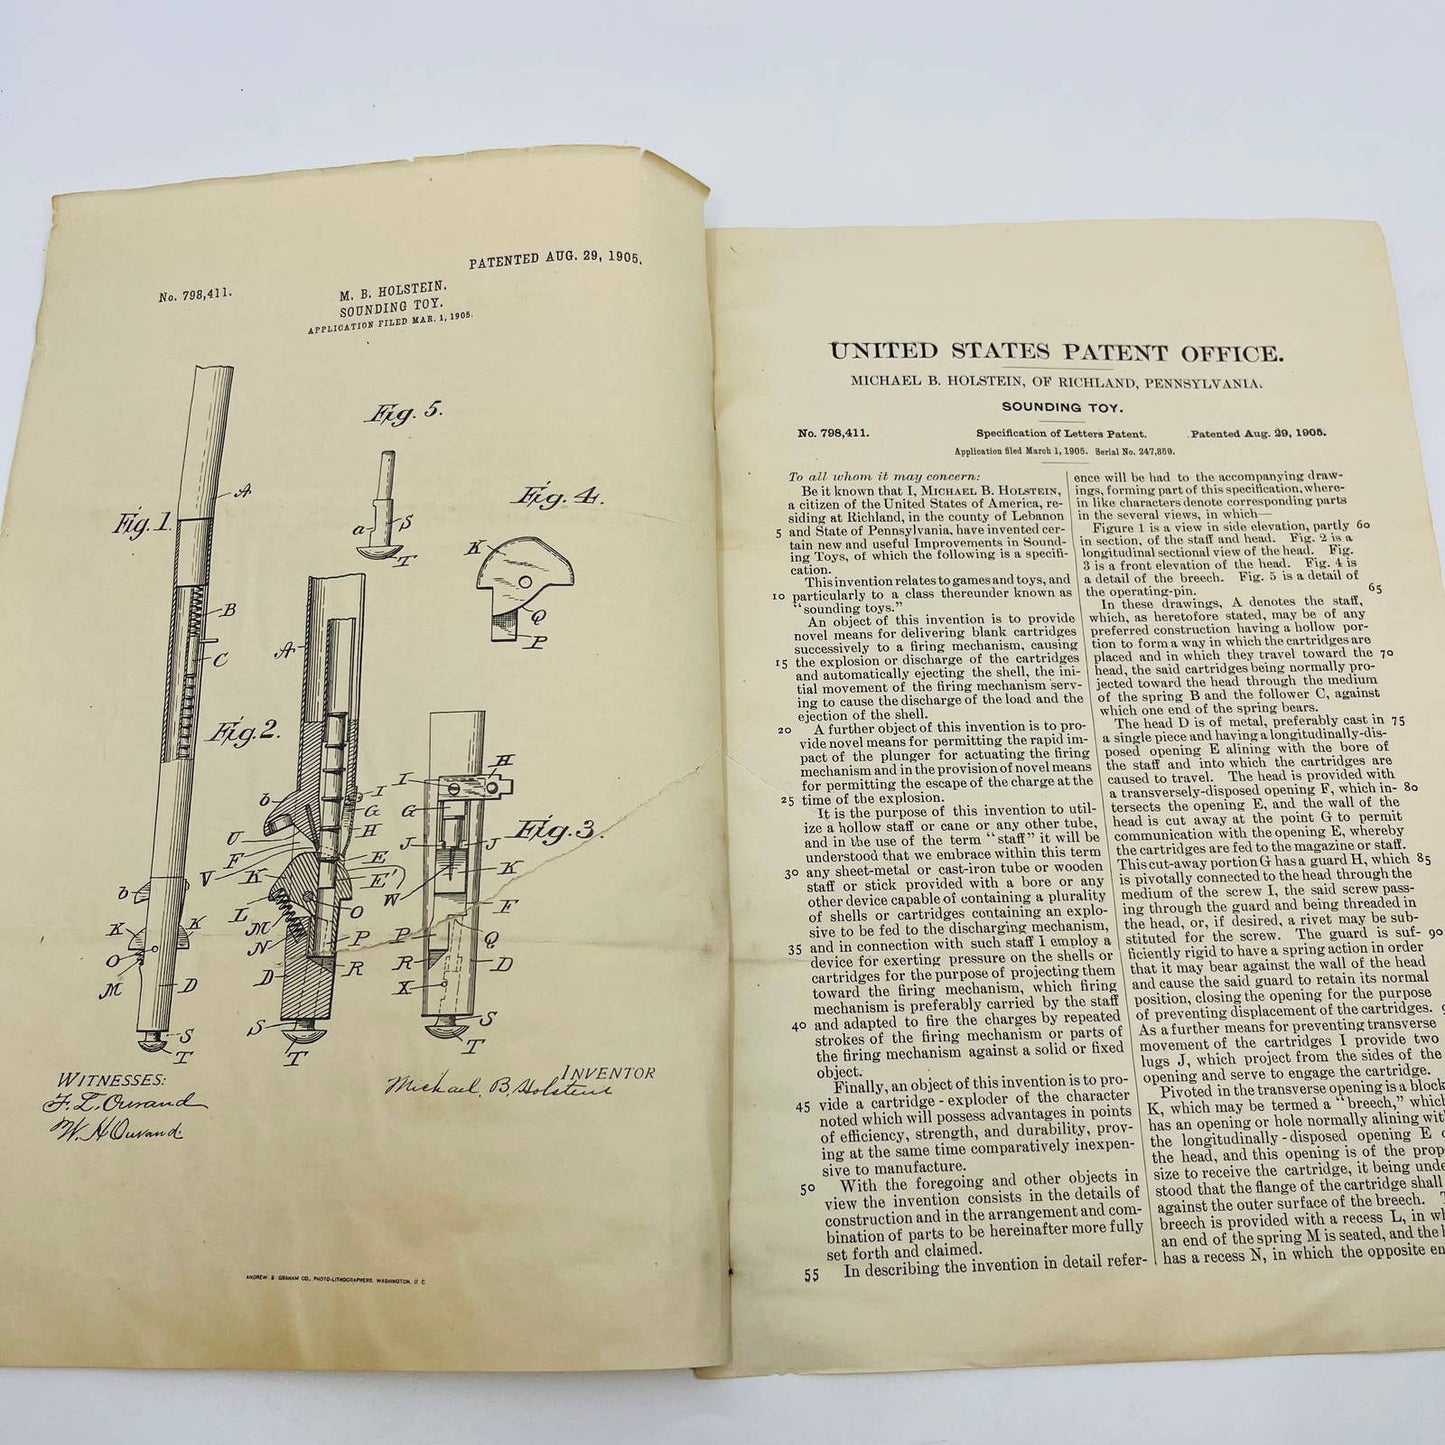 No. 798,411.
PATENTED AUG. 29, 1905.
M. B. HOLSTEIN.
SOUNDING TOY.
APPLICATION FILED MAR. 1, 1905.
Fig. 5.
Fig. 4.
Fig. 1.
A
a
S
T
K
Q
P
B
C
A
Fig. 2.
H
I
b
I
G
G
Fig. 3.
U
H
F
J
J
V
E
K
K
E'
b
W
L
O
F
K
K
M
P
P
Q
O
N
R
R
D
M
D
D
X
S
S
S
T
T
T
WITNESSES:
F. L. Ourand
W. H. Ourand
INVENTOR
Michael B. Holstein
ANDREW. B. GRAHAM CO., PHOTO-LITHOGRAPHERS, WASHINGTON, D. C.
UNITED STATES PATENT OFFICE.
MICHAEL B. HOLSTEIN, OF RICHLAND, PENNSYLVANIA.
SOUNDING TOY.
No. 798,411.
Specification of Letters Patent.
Patented Aug. 29, 1905.
Application filed March 1, 1905. Serial No. 247,859.
To all whom it may concern:
Be it known that I, MICHAEL B. HOLSTEIN,
a citizen of the United States of America, re-
siding at Richland, in the county of Lebanon
5 and State of Pennsylvania, have invented cer-
tain new and useful Improvements in Sound-
ing Toys, of which the following is a specifi-
cation.
This invention relates to games and toys, and
10 particularly to a class thereunder known as
"sounding toys."
An object of this invention is to provide
novel means for delivering blank cartridges
successively to a firing mechanism, causing
15 the explosion or discharge of the cartridges
and automatically ejecting the shell, the ini-
tial movement of the firing mechanism serv-
ing to cause the discharge of the load and the
ejection of the shell.
20 A further object of this invention is to pro-
vide novel means for permitting the rapid im-
pact of the plunger for actuating the firing
mechanism and in the provision of novel means
for permitting the escape of the charge at the
25 time of the explosion.
It is the purpose of this invention to util-
ize a hollow staff or cane or any other tube,
and in the use of the term "staff" it will be
understood that we embrace within this term
30 any sheet-metal or cast-iron tube or wooden
staff or stick provided with a bore or any
other device capable of containing a plurality
of shells or cartridges containing an explo-
sive to be fed to the discharging mechanism,
35 and in connection with such staff I employ a
device for exerting pressure on the shells or
cartridges for the purpose of projecting them
toward the firing mechanism, which firing
mechanism is preferably carried by the staff
40 and adapted to fire the charges by repeated
strokes of the firing mechanism or parts of
the firing mechanism against a solid or fixed
object.
Finally, an object of this invention is to pro-
45 vide a cartridge-exploder of the character
noted which will possess advantages in points
of efficiency, strength, and durability, prov-
ing at the same time comparatively inexpen-
sive to manufacture.
50 With the foregoing and other objects in
view the invention consists in the details of
construction and in the arrangement and com-
bination of parts to be hereinafter more fully
set forth and claimed.
55 In describing the invention in detail refer-
ence will be had to the accompanying draw-
ings, forming part of this specification, where-
in like characters denote corresponding parts
in the several views, in which—
Figure 1 is a view in side elevation, partly 60
in section, of the staff and head. Fig. 2 is a
longitudinal sectional view of the head. Fig.
3 is a front elevation of the head. Fig. 4 is
a detail of the breech. Fig. 5 is a detail of
the operating-pin. 65
In these drawings, A denotes the staff,
which, as heretofore stated, may be of any
preferred construction having a hollow por-
tion to form a way in which the cartridges are
placed and in which they travel toward the 70
head, the said cartridges being normally pro-
jected toward the head through the medium
of the spring B and the follower C, against
which one end of the spring bears.
The head D is of metal, preferably cast in 75
a single piece and having a longitudinally-dis-
posed opening E alining with the bore of
the staff and into which the cartridges are
caused to travel. The head is provided with
a transversely-disposed opening F, which in- 80
tersects the opening E, and the wall of the
head is cut away at the point G to permit
communication with the opening E, whereby
the cartridges are fed to the magazine or staff.
This cut-away portion G has a guard H, which 85
is pivotally connected to the head through the
medium of the screw I, the said screw pass-
ing through the guard and being threaded in
the head, or, if desired, a rivet may be sub-
stituted for the screw. The guard is suf- 90
ficiently rigid to have a spring action in order
that it may bear against the wall of the head
and cause the said guard to retain its normal
position, closing the opening for the purpose
of preventing displacement of the cartridges.
As a further means for preventing transverse
movement of the cartridges I provide two
lugs J, which project from the sides of the
opening and serve to engage the cartridge.
Pivoted in the transverse opening is a block
K, which may be termed a "breech," which
has an opening or hole normally alining with
the longitudinally-disposed opening E
the head, and this opening is of the prop
size to receive the cartridge, it being unde
stood that the flange of the cartridge shall
against the outer surface of the breech.
breech is provided with a recess L, in wh
an end of the spring M is seated, and the
has a recess N, in which the opposite en